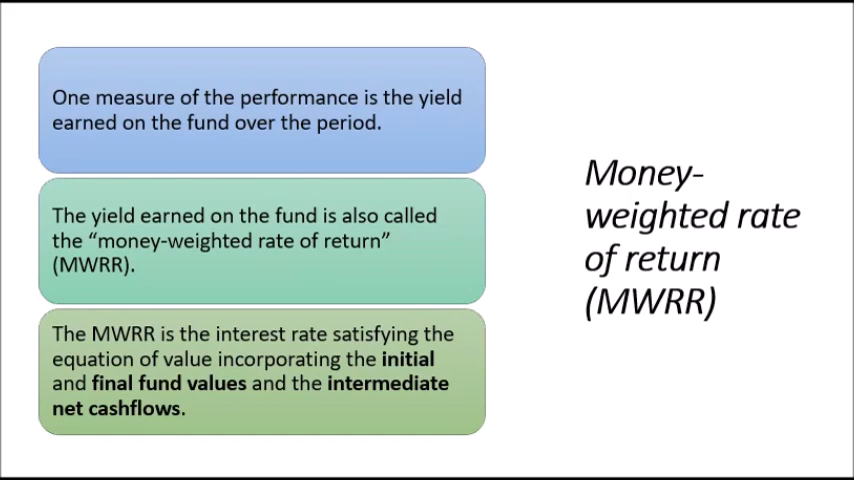 One measure of the performance is the yield
earned on the fund over the period.
The yield earned on the fund is also called
the “money-weighted rate of return”
(MWRR).
The MWRR is the interest rate satisfying the
equation of value incorporating the initial
and final fund values and the intermediate
net cashflows.
Money-
weighted rate
of return
(MWRR)